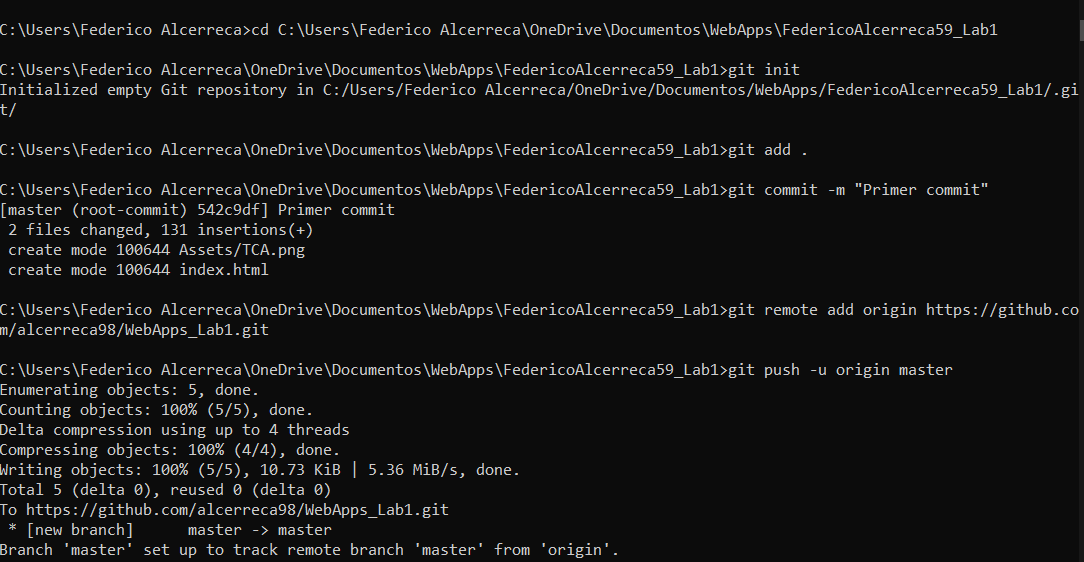 C:\Users\Federico Alcerreca>cd C:\Users\Federico Alcerreca\OneDrive\Documentos\WebApps\FedericoAlcerreca59_Lab1
C:\Users\Federico Alcerreca\OneDrive\Documentos\WebApps\FedericoAlcerreca59_Lab1>git init
Initialized empty Git repository in C:/Users/Federico Alcerreca/OneDrive/Documentos/WebApps/FedericoAlcerreca59_Lab1/.gi
t/
C:\Users\Federico Alcerreca\OneDrive\Documentos\WebApps\FedericoAlcerreca59_Lab1>git add .
C:\Users\Federico Alcerreca\OneDrive\Documentos\WebApps\FedericoAlcerreca59_Lab1>git commit -m "Primer commit"
[master (root-commit) 542c9df] Primer commit
 2 files changed, 131 insertions(+)
 create mode 100644 Assets/TCA.png
 create mode 100644 index.html
C:\Users\Federico Alcerreca\OneDrive\Documentos\WebApps\FedericoAlcerreca59_Lab1>git remote add origin https://github.co
m/alcerreca98/WebApps_Lab1.git
C:\Users\Federico Alcerreca\OneDrive\Documentos\WebApps\FedericoAlcerreca59_Lab1>git push -u origin master
Enumerating objects: 5, done.
Counting objects: 100% (5/5), done.
Delta compression using up to 4 threads
Compressing objects: 100% (4/4), done.
Writing objects: 100% (5/5), 10.73 KiB | 5.36 MiB/s, done.
Total 5 (delta 0), reused 0 (delta 0)
To https://github.com/alcerreca98/WebApps_Lab1.git
 * [new branch]      master -> master
Branch 'master' set up to track remote branch 'master' from 'origin'.